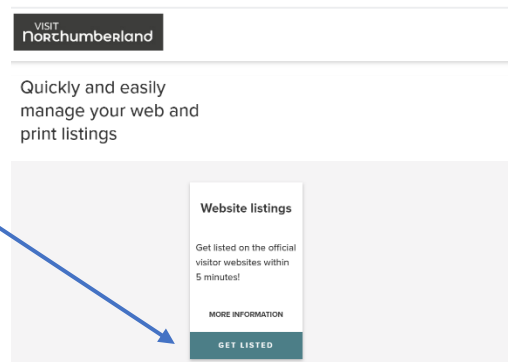 VISIT
Northumberland
Quickly and easily
manage your web and
print listings
Website listings
Get listed on the official
visitor websites within
5 minutes!
MORE INFORMATION
GET LISTED